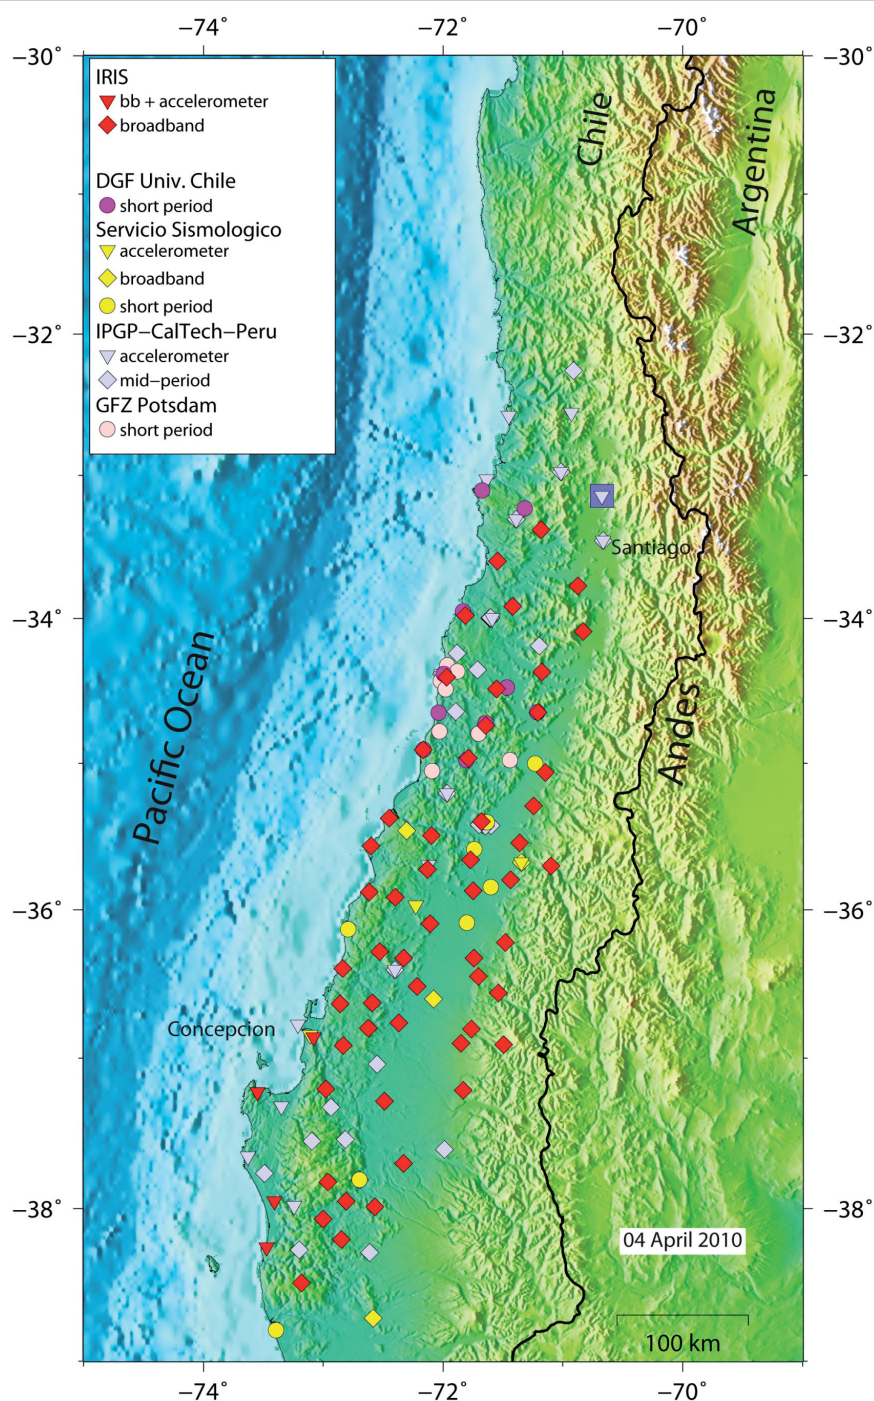 −74° −72° −70°
−30° −30°
IRIS
bb + accelerometer
broadband
DGF Univ. Chile
short period
Servicio Sismologico
accelerometer
broadband
short period
IPGP−CalTech−Peru
accelerometer
mid−period
GFZ Potsdam
short period
Chile
Argentina
−32° −32°
Santiago
−34° −34°
Pacific Ocean
Andes
−36° −36°
Concepcion
−38° −38°
04 April 2010
100 km
−74° −72° −70°